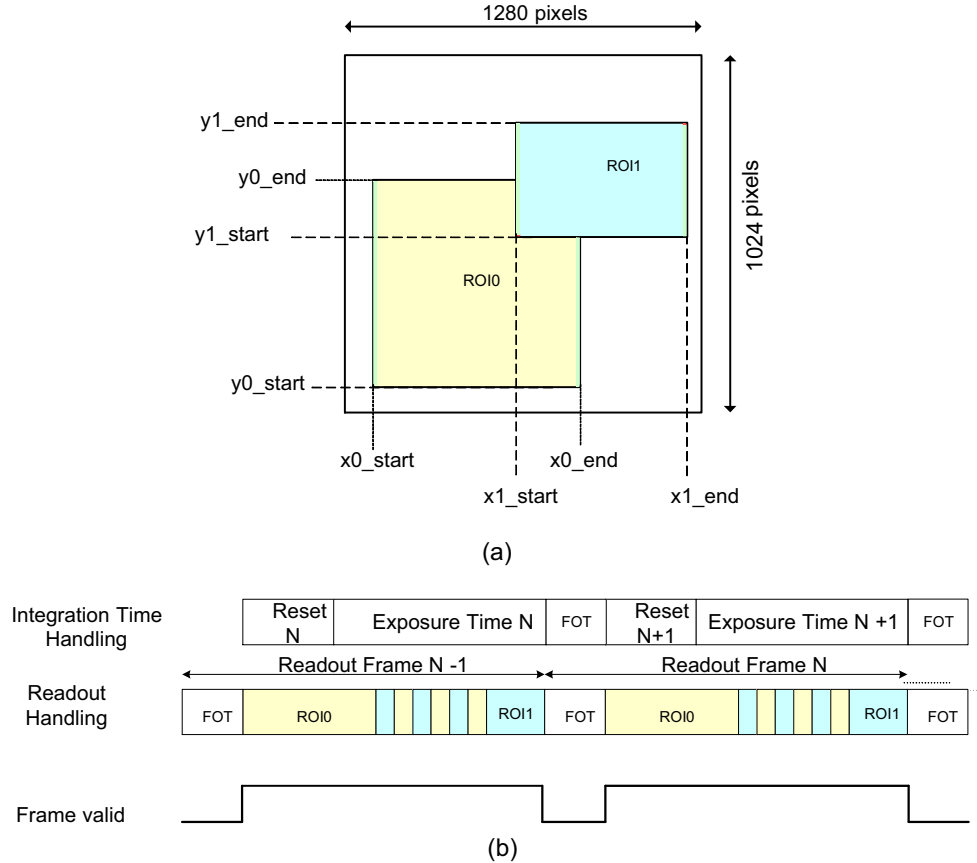 1280 pixels
1024 pixels
y1_end
y0_end
y1_start
y0_start
ROI1
ROI0
x0_start
x0_end
x1_start
x1_end
(a)
Integration Time
Handling
Reset
N
Exposure Time N
FOT
Reset
N+1
Exposure Time N +1
FOT
Readout Frame N -1
Readout Frame N
Readout
Handling
FOT
ROI0
ROI1
FOT
ROI0
ROI1
FOT
Frame valid
(b)